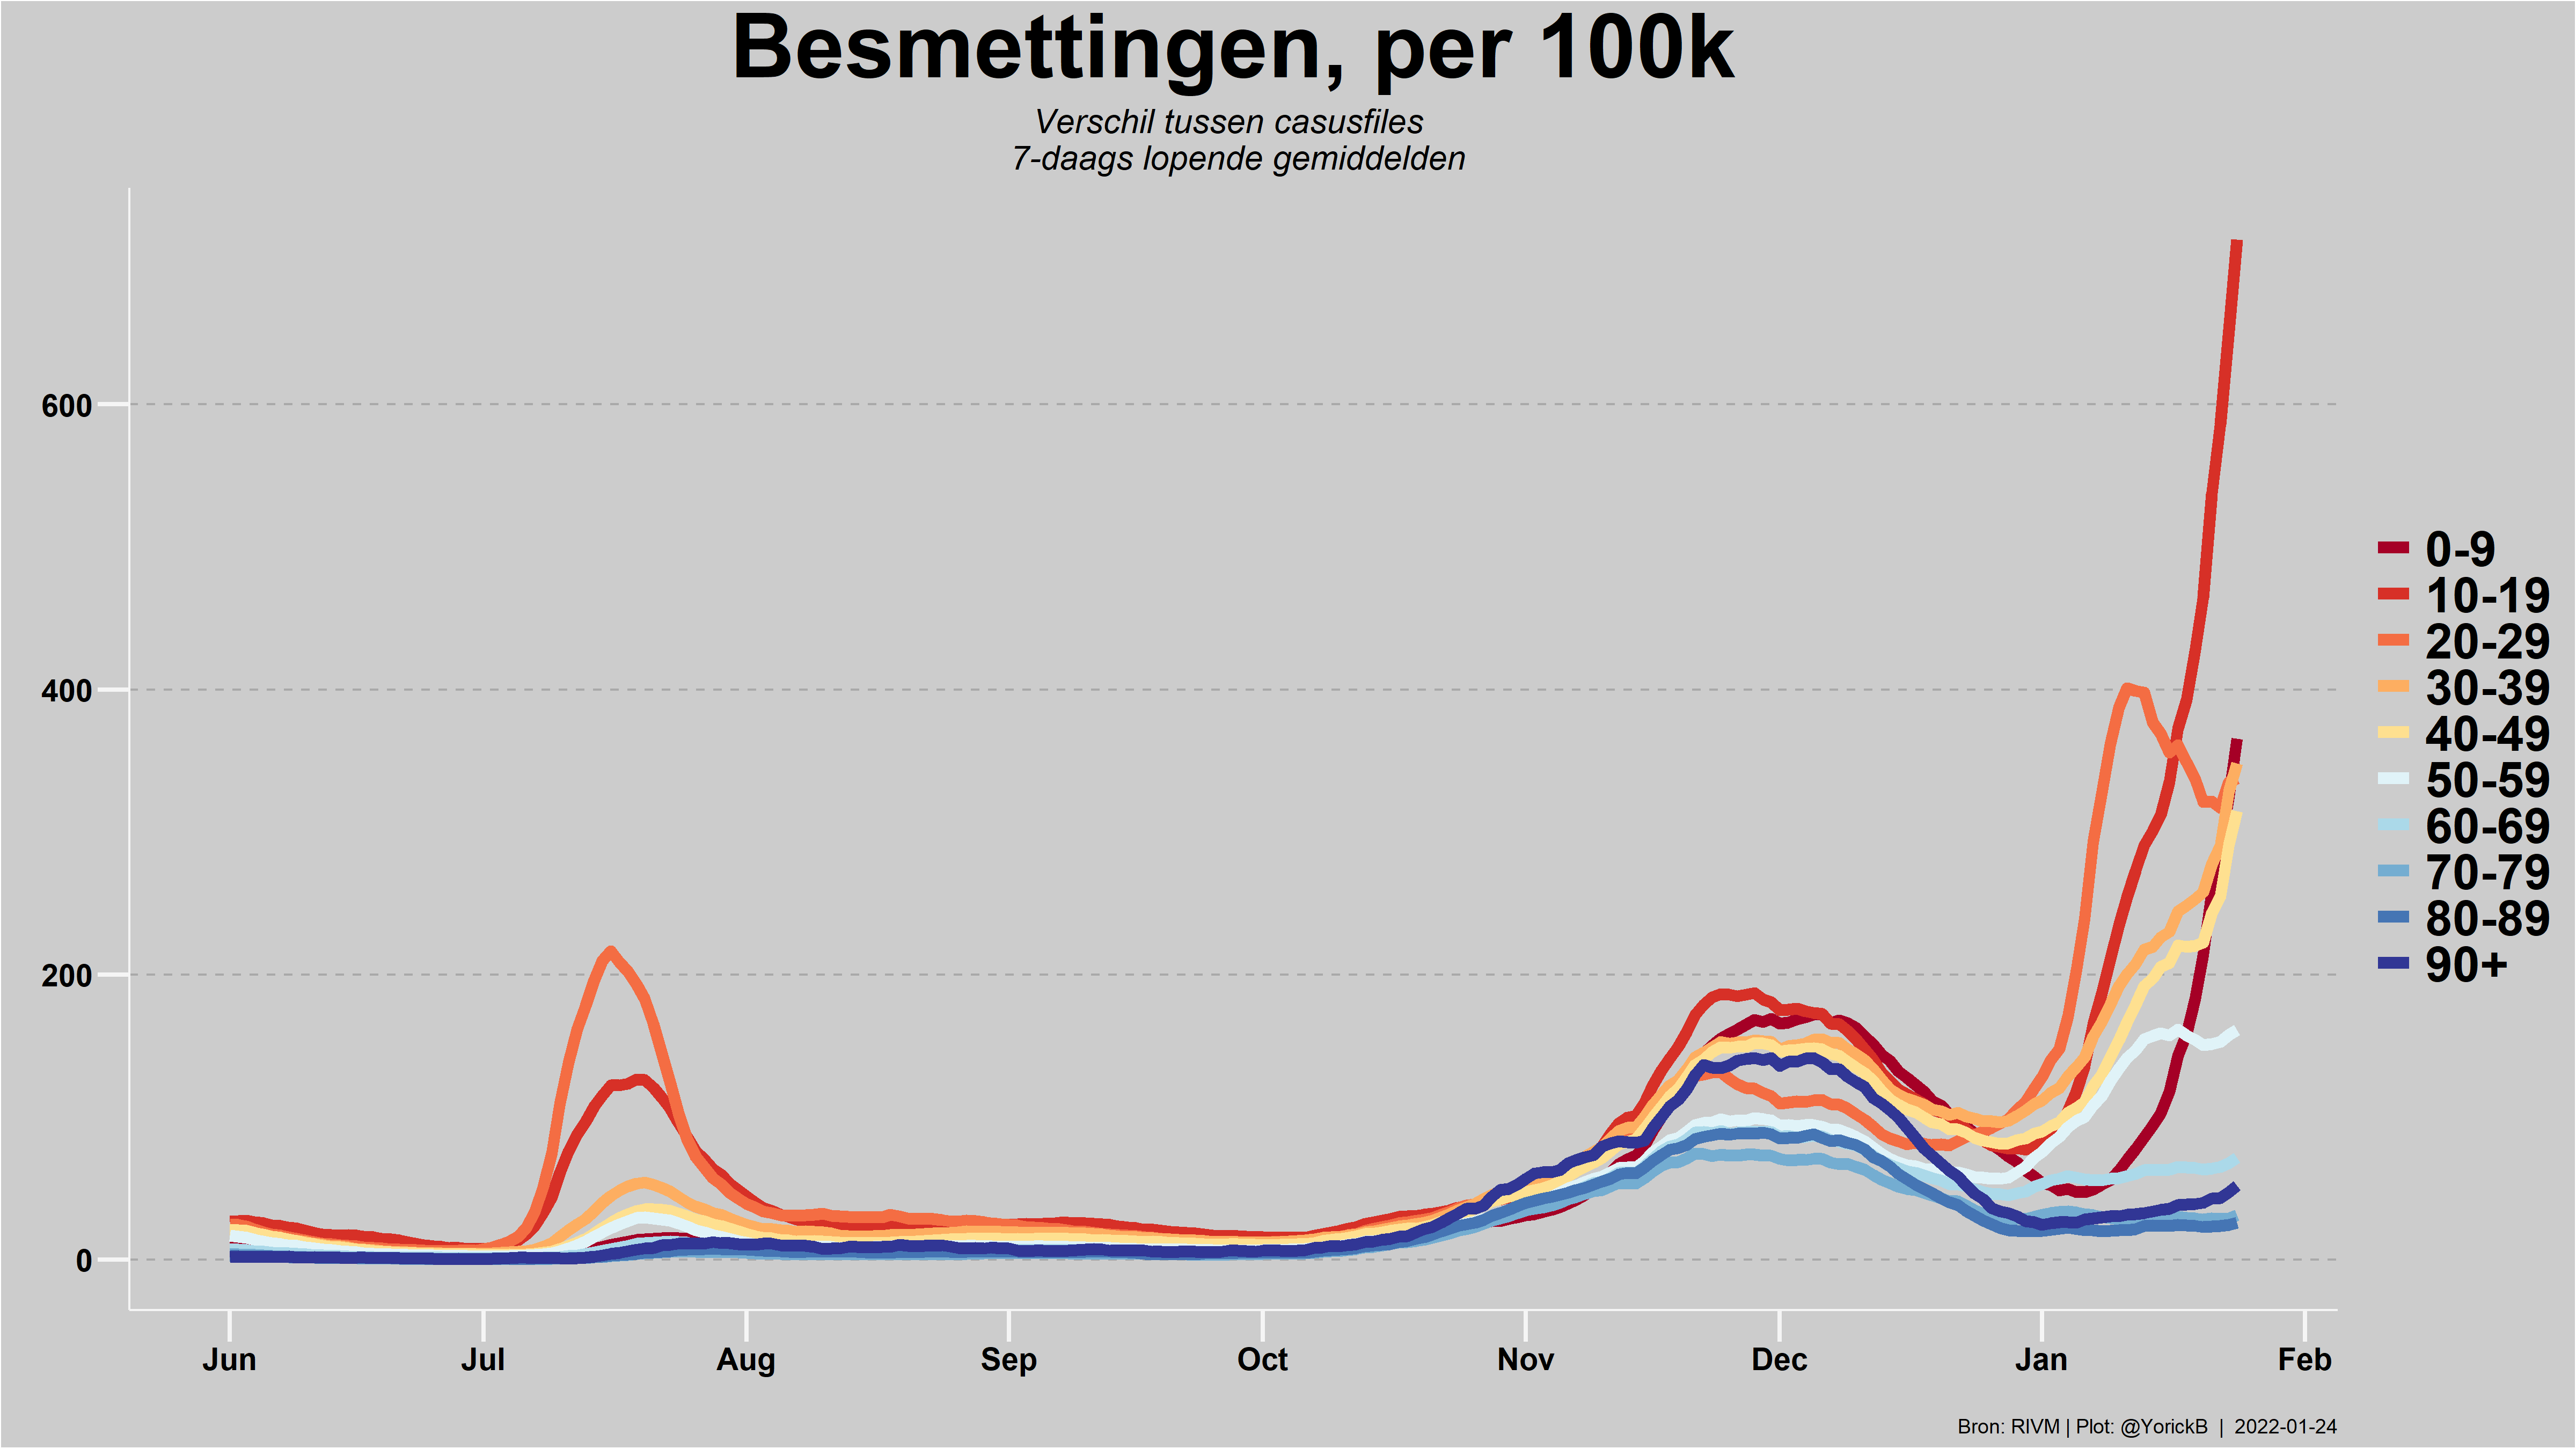 Besmettingen, per 100k
Verschil tussen casusfiles
7-daags lopende gemiddelden
600
400
200
0
0-9
10-19
20-29
30-39
40-49
50-59
60-69
70-79
80-89
90+
Jun Jul Aug Sep Oct Nov Dec Jan Feb
Bron: RIVM | Plot: @YorickB | 2022-01-24